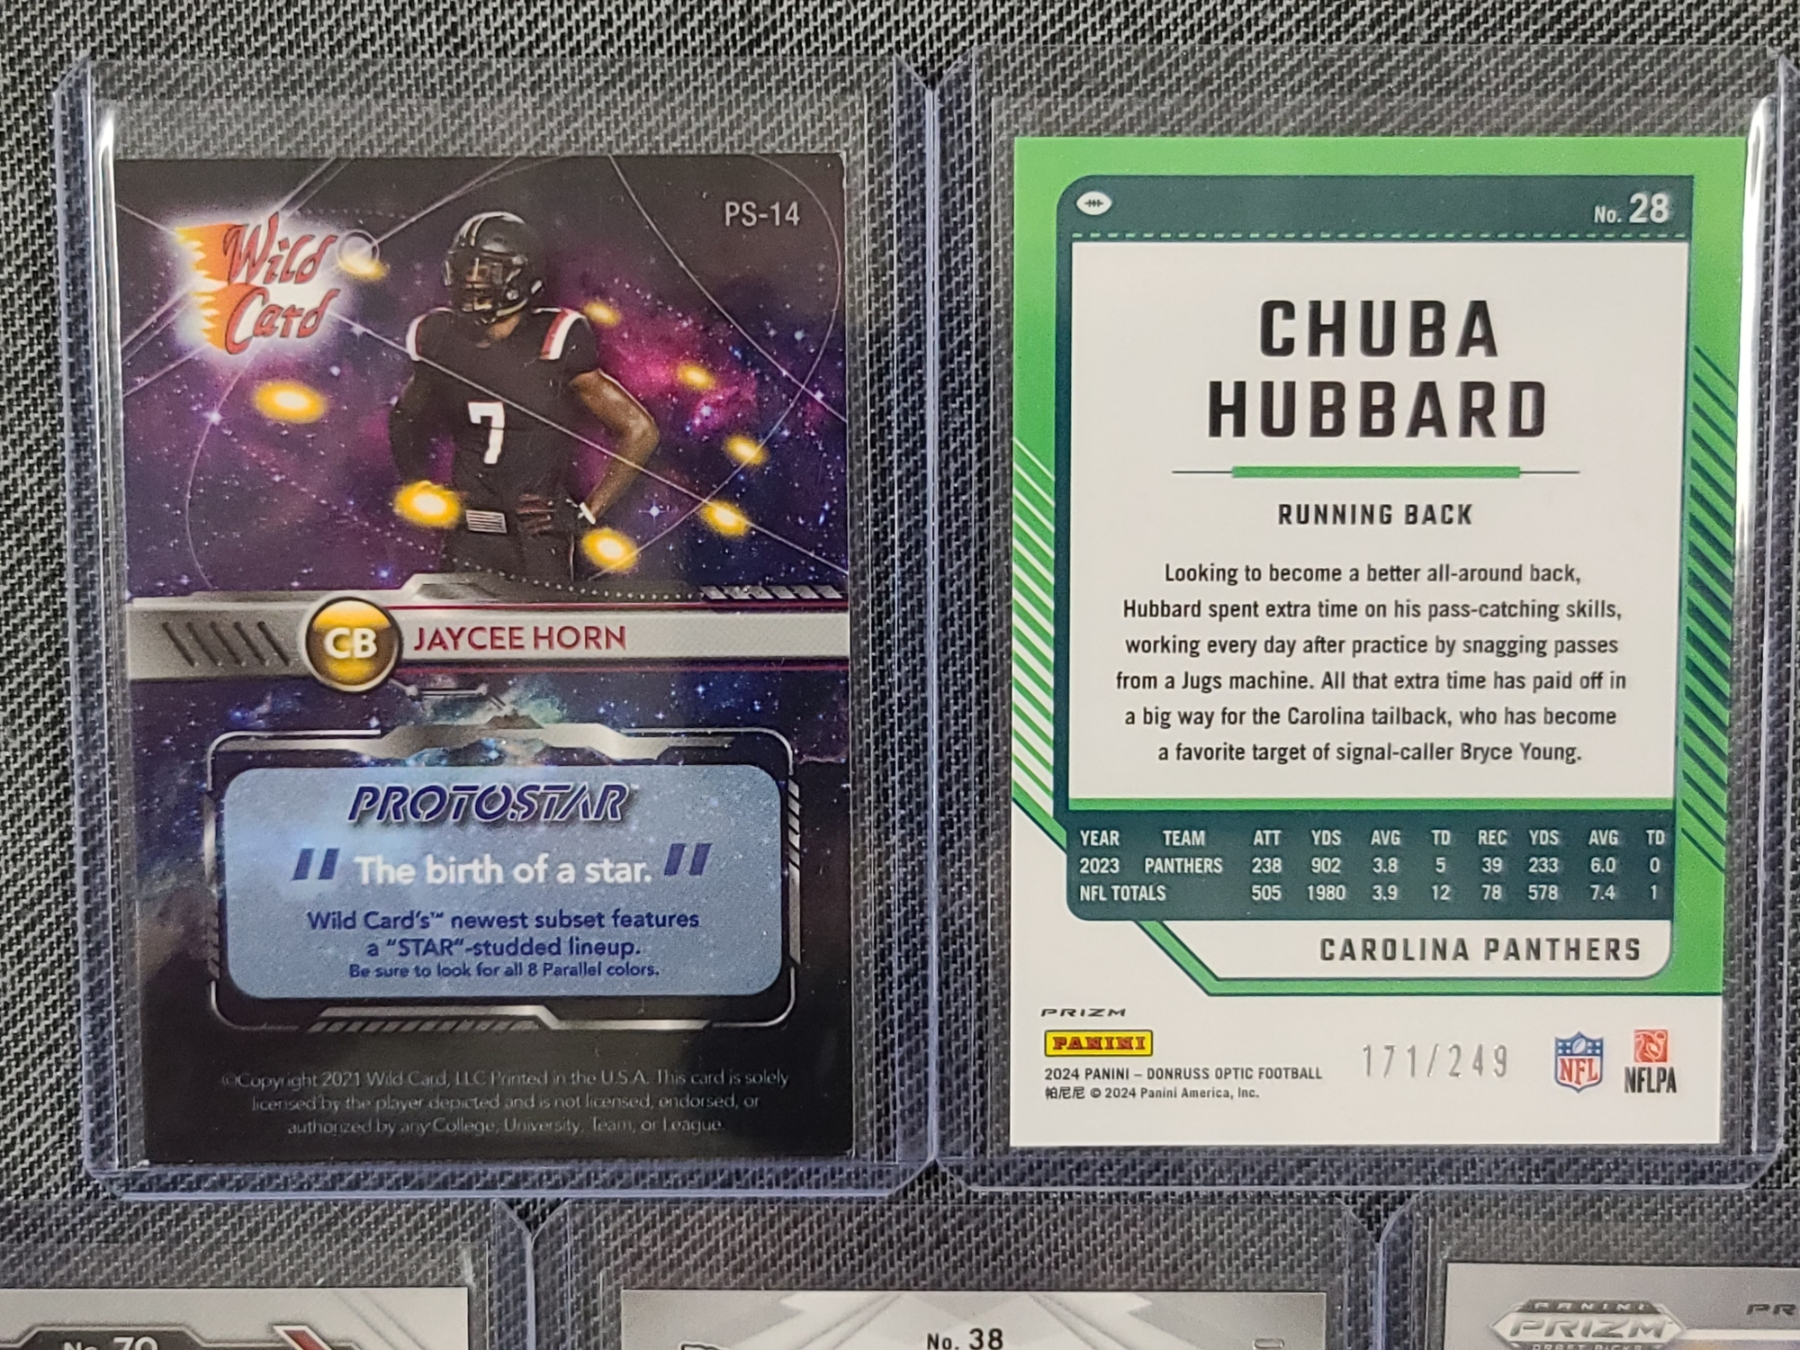 Wild
Card
PS-14
7
CB JAYCEE HORN
PROTOSTAR
"The birth of a star."
Wild Card's™ newest subset features
a "STAR"-studded lineup.
Be sure to look for all 8 Parallel colors.
©Copyright 2021 Wild Card, LLC Printed in the U.S.A. This card is solely
licensed by the player depicted and is not licensed, endorsed, or
authorized by any College, University, Team, or League.
No. 28
CHUBA
HUBBARD
RUNNING BACK
Looking to become a better all-around back,
Hubbard spent extra time on his pass-catching skills,
working every day after practice by snagging passes
from a Jugs machine. All that extra time has paid off in
a big way for the Carolina tailback, who has become
a favorite target of signal-caller Bryce Young.
YEAR TEAM ATT YDS AVG TD REC YDS AVG TD
2023 PANTHERS 238 902 3.8 5 39 233 6.0 0
NFL TOTALS 505 1980 3.9 12 78 578 7.4 1
CAROLINA PANTHERS
PRIZM
PANINI
2024 PANINI – DONRUSS OPTIC FOOTBALL
帕尼尼 © 2024 Panini America, Inc.
171/249
NFL
NFLPA
No. 70
No. 38
PANINI
PRIZM
DRAFT PICKS
PR